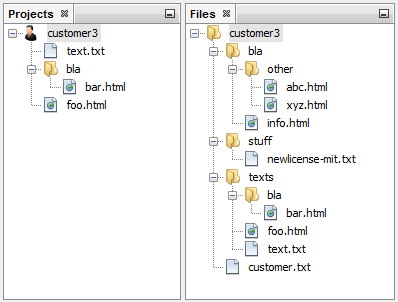 Projects
customer3
text.txt
bla
bar.html
foo.html
Files
customer3
bla
other
abc.html
xyz.html
info.html
stuff
newlicense-mit.txt
texts
bla
bar.html
foo.html
text.txt
customer.txt